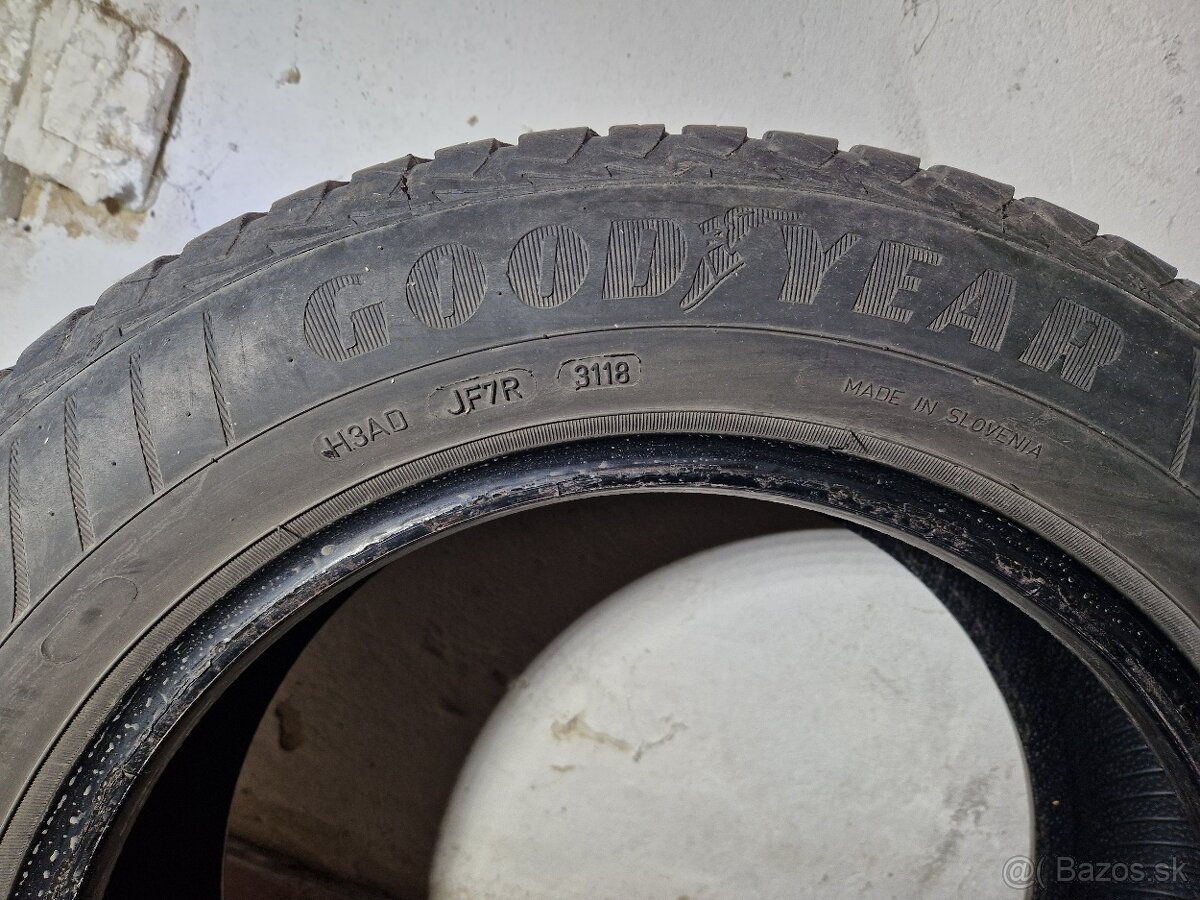 GOODYEAR
H3AD JF7R 3118
MADE IN SLOVENIA
@( Bazos.sk